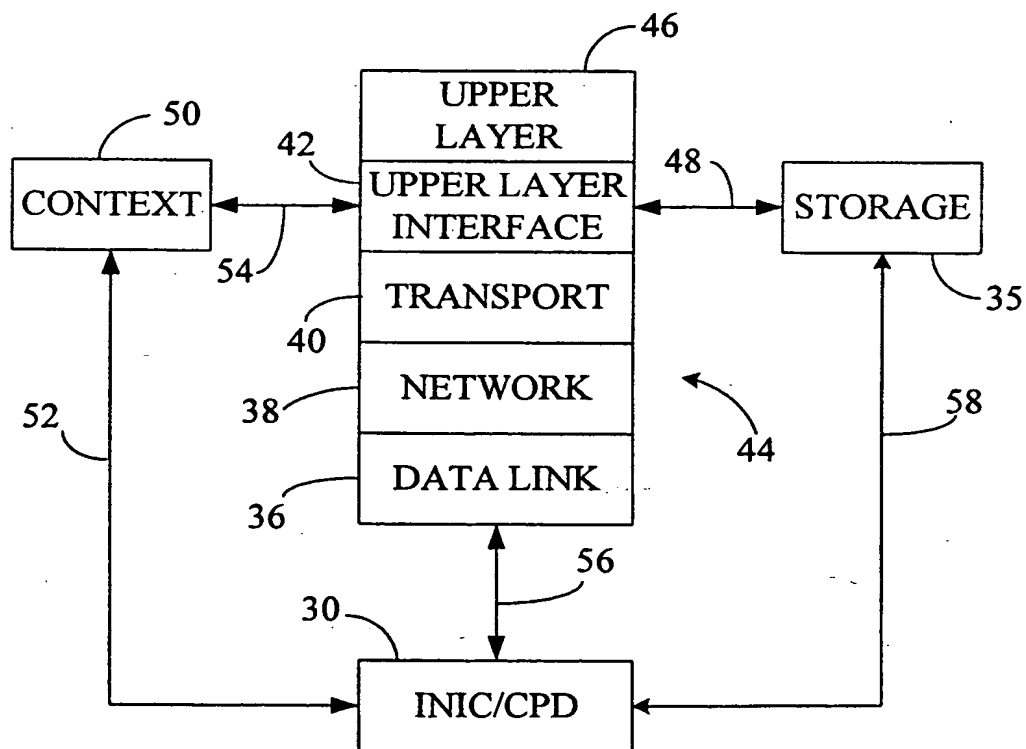 46
UPPER
LAYER
50
42
CONTEXT
UPPER LAYER
INTERFACE
48
STORAGE
54
TRANSPORT
40
35
NETWORK
38
52
44
58
DATA LINK
36
56
30
INIC/CPD